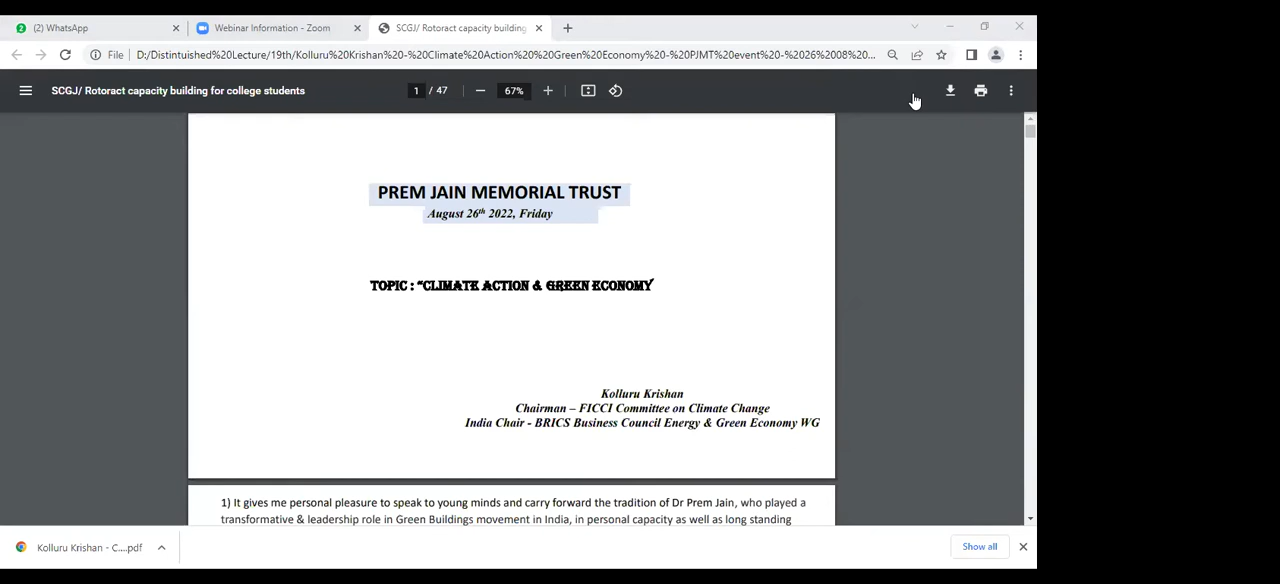 (2) WhatsApp
Webinar Information - Zoom
SCGJ/ Rotoract capacity building
File
D:/Distintuished%20Lecture/19th/Kolluru%20Krishan%20-%20Climate%20Action%20%20Green%20Economy%20-%20PJMT%20event%20-%2026%2008%20...
SCGJ/ Rotoract capacity building for college students
1 / 47
67%
PREM JAIN MEMORIAL TRUST
August 26th 2022, Friday
TOPIC : “CLIMATE ACTION & GREEN ECONOMY”
Kolluru Krishan
Chairman – FICCI Committee on Climate Change
India Chair - BRICS Business Council Energy & Green Economy WG
1) It gives me personal pleasure to speak to young minds and carry forward the tradition of Dr Prem Jain, who played a
transformative & leadership role in Green Buildings movement in India, in personal capacity as well as long standing
Kolluru Krishan - C....pdf
Show all